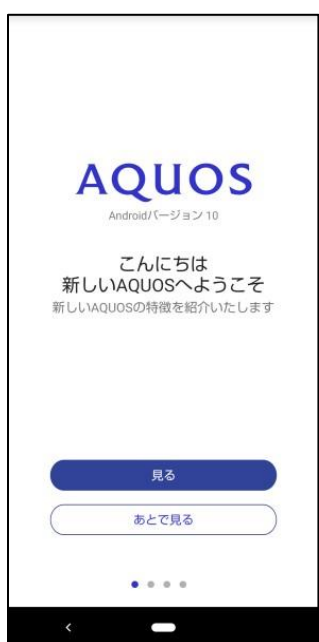 AQUOS
Androidバージョン 10
こんにちは
新しいAQUOSへようこそ
新しいAQUOSの特徴を紹介いたします
見る
あとで見る